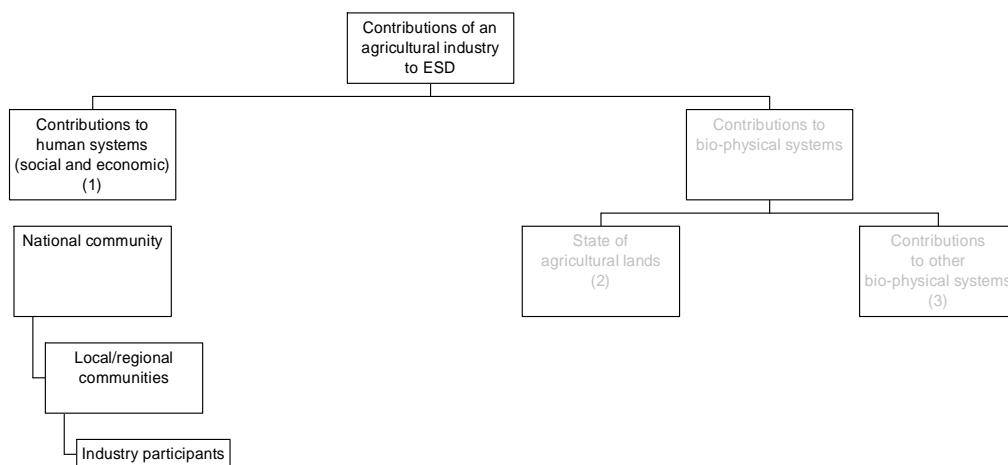 Contributions of an
agricultural industry
to ESD
Contributions to
human systems
(social and economic)
(1)
Contributions to
bio-physical systems
National community
State of
agricultural lands
(2)
Contributions
to other
bio-physical systems
(3)
Local/regional
communities
Industry participants